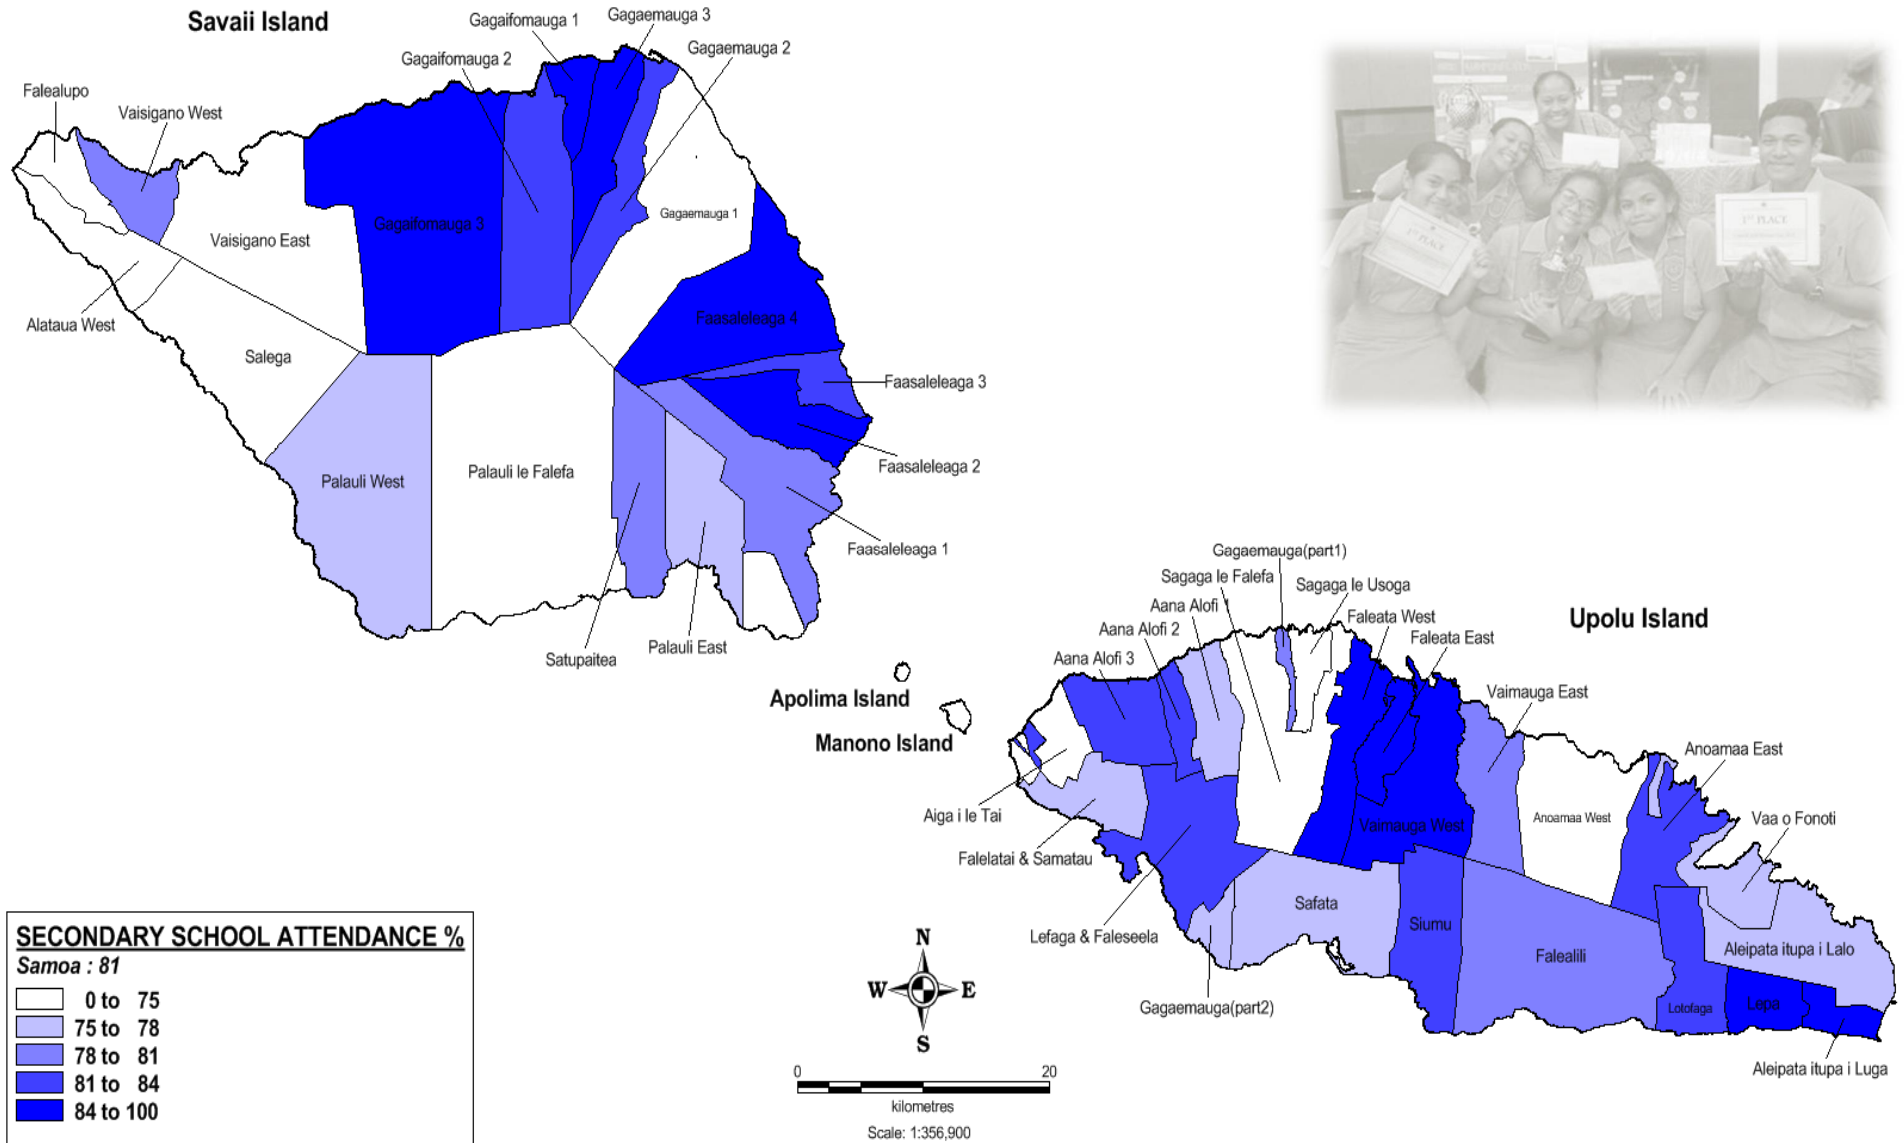 Savaii Island
Gagaifomauga 1
Gagaemauga 3
Gagaifomauga 2
Gagaemauga 2
Falealupo
Vaisigano West
Vaisigano East
Gagaifomauga 3
Gagaemauga 1
Alataua West
Salega
Faasaleleaga 4
Faasaleleaga 3
Palauli West
Palauli le Falefa
Faasaleleaga 2
Faasaleleaga 1
Satupaitea
Palauli East
1ST PLACE
1ST PLACE
Apolima Island
Manono Island
Upolu Island
Gagaemauga(part1)
Sagaga le Falefa
Sagaga le Usoga
Aana Alofi 1
Faleata West
Aana Alofi 2
Faleata East
Aana Alofi 3
Vaimauga East
Anoamaa East
Aiga i le Tai
Vaimauga West
Anoamaa West
Vaa o Fonoti
Falelatai & Samatau
Safata
Siumu
Lefaga & Faleseela
Falealili
Aleipata itupa i Lalo
Gagaemauga(part2)
Lotofaga
Lepa
Aleipata itupa i Luga
SECONDARY SCHOOL ATTENDANCE %
Samoa : 81
0 to 75
75 to 78
78 to 81
81 to 84
84 to 100
N
W E
S
0 20
kilometres
Scale: 1:356,900